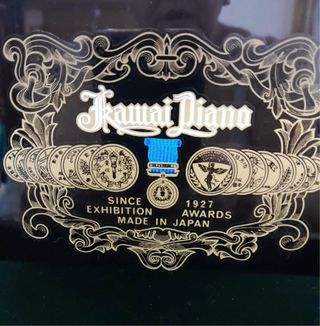 Kawai Piano
SINCE 1927
EXHIBITION AWARDS
MADE IN JAPAN